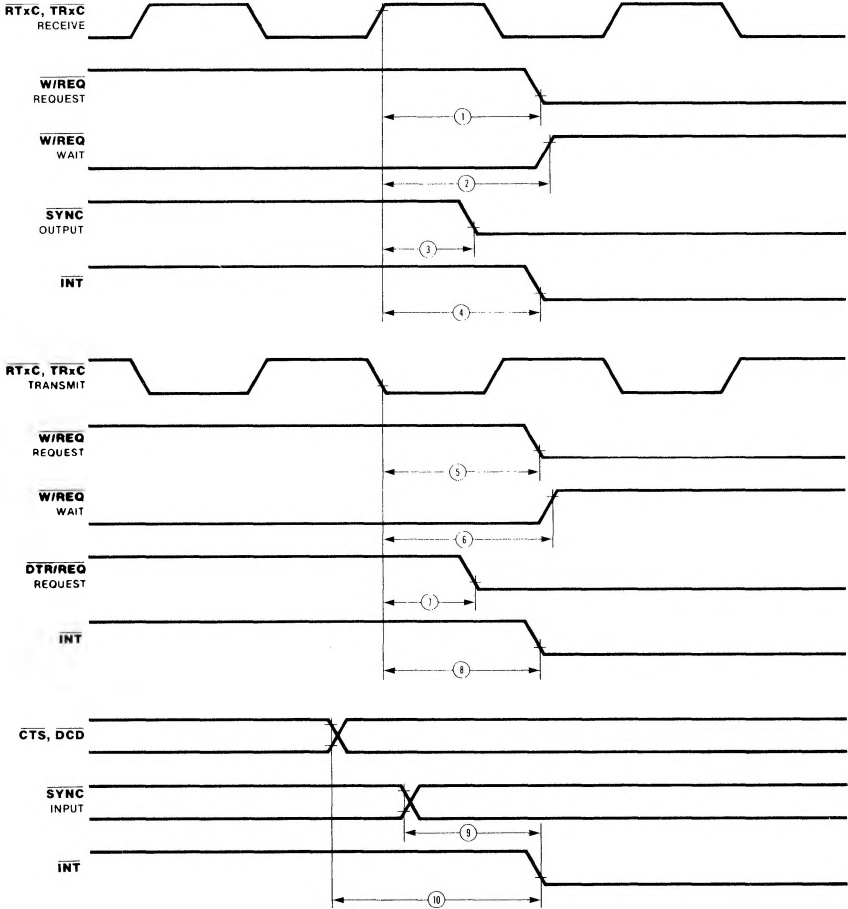 RTxC, TRxC
RECEIVE
W/REQ
REQUEST
1
W/REQ
WAIT
2
SYNC
OUTPUT
3
INT
4
RTxC, TRxC
TRANSMIT
W/REQ
REQUEST
5
W/REQ
WAIT
6
DTR/REQ
REQUEST
7
INT
8
CTS, DCD
SYNC
INPUT
9
INT
10